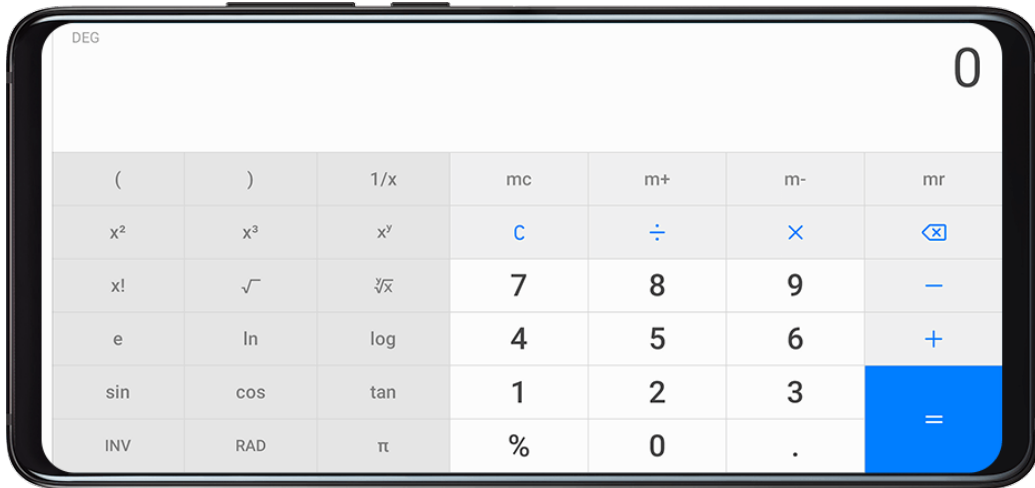 DEG
0
( ) 1/x mc m+ m- mr
x² x³ xʸ C ÷ × ⌫
x! √ ʸ√x 7 8 9 −
e ln log 4 5 6 +
sin cos tan 1 2 3 =
INV RAD π % 0 .